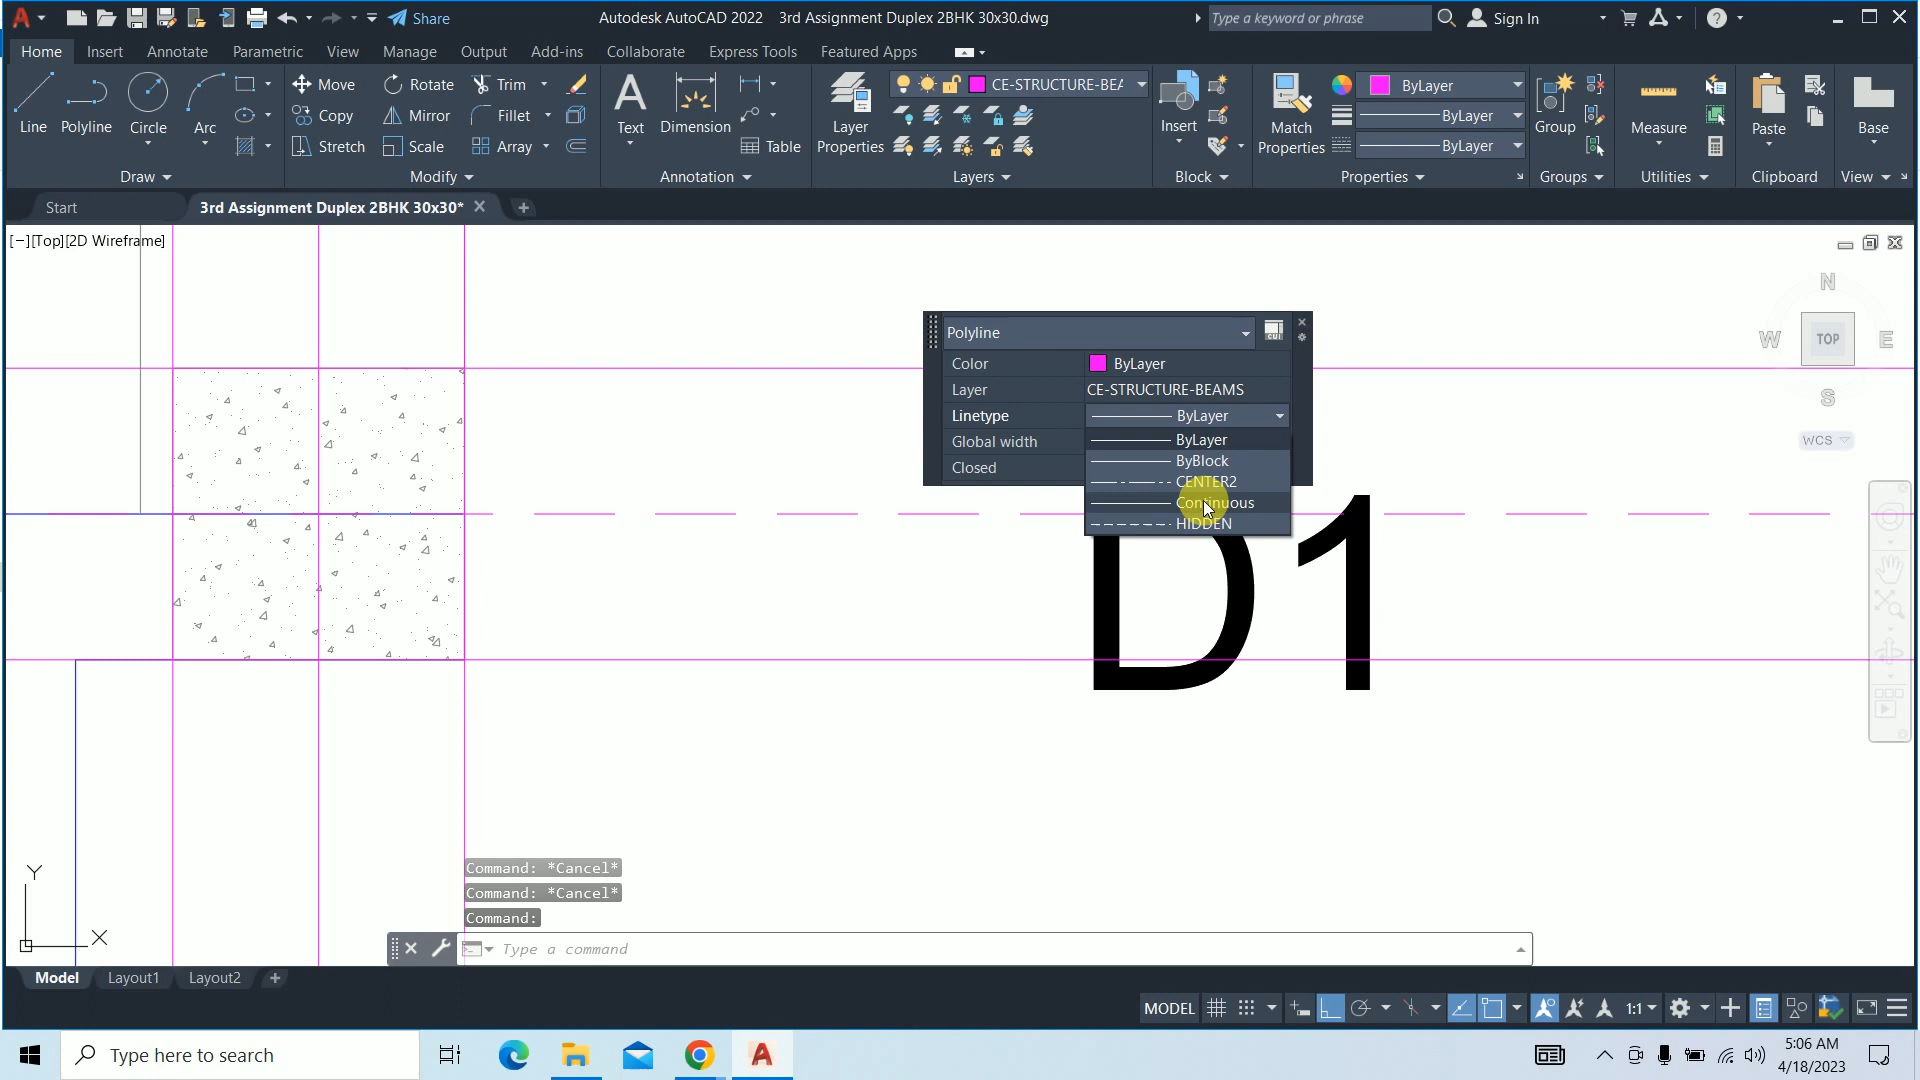 Share
Autodesk AutoCAD 2022 3rd Assignment Duplex 2BHK 30x30.dwg
Type a keyword or phrase
Sign In
Home Insert Annotate Parametric View Manage Output Add-ins Collaborate Express Tools Featured Apps
Line Polyline Circle Arc
Move Rotate Trim
Copy Mirror Fillet
Stretch Scale Array
Text Dimension Table
Layer Properties
CE-STRUCTURE-BEA
Insert
Match Properties
ByLayer
ByLayer
ByLayer
Group Measure Paste Base
Draw Modify Annotation Layers Block Properties Groups Utilities Clipboard View
Start 3rd Assignment Duplex 2BHK 30x30*
[−][Top][2D Wireframe]
N
W TOP E
S
WCS
Polyline
CUI
Color ByLayer
Layer CE-STRUCTURE-BEAMS
Linetype ByLayer
Global width
Closed
ByLayer
ByBlock
CENTER2
Continuous
HIDDEN
D1
Y
X
Command: *Cancel*
Command: *Cancel*
Command:
Type a command
Model Layout1 Layout2
MODEL 1:1
Type here to search
5:06 AM
4/18/2023